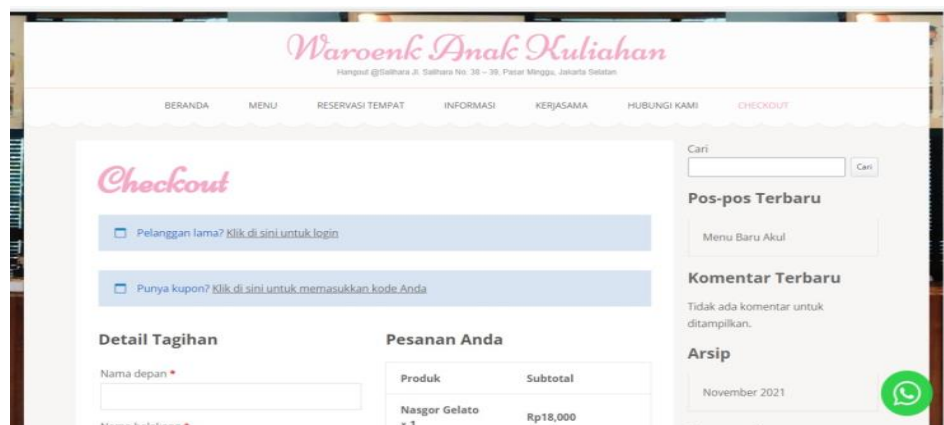 Waroenk Anak Kuliahan
Hangout @Salihara Jl. Salihara No. 38 – 39, Pasar Minggu, Jakarta Selatan
BERANDA MENU RESERVASI TEMPAT INFORMASI KERJASAMA HUBUNGI KAMI CHECKOUT
Checkout
Pelanggan lama? Klik di sini untuk login
Punya kupon? Klik di sini untuk memasukkan kode Anda
Detail Tagihan
Nama depan *
Nama belakang *
Pesanan Anda
Produk Subtotal
Nasgor Gelato Rp18,000
× 1
Cari
Cari
Pos-pos Terbaru
Menu Baru Akul
Komentar Terbaru
Tidak ada komentar untuk
ditampilkan.
Arsip
November 2021